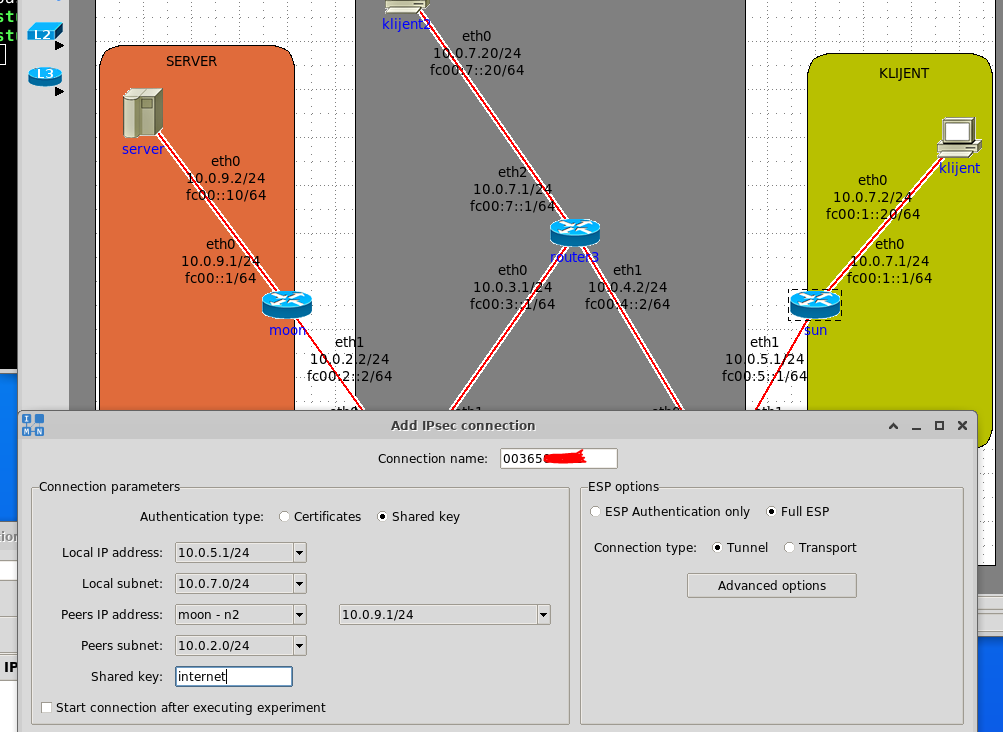 L2
L3
klijent2
eth0
10.0.7.20/24
fc00:7::20/64
SERVER
KLIJENT
server
klijent
eth0
10.0.9.2/24
fc00::10/64
eth2
10.0.7.1/24
fc00:7::1/64
eth0
10.0.7.2/24
fc00:1::20/64
eth0
10.0.9.1/24
fc00::1/64
router3
eth0
10.0.7.1/24
fc00:1::1/64
eth0
10.0.3.1/24
fc00:3::1/64
eth1
10.0.4.2/24
fc00:4::2/64
moon
sun
eth1
10.0.2.2/24
fc00:2::2/64
eth1
10.0.5.1/24
fc00:5::1/64
Add IPsec connection
Connection name: 0036
Connection parameters
Authentication type: Certificates Shared key
Local IP address: 10.0.5.1/24
Local subnet: 10.0.7.0/24
Peers IP address: moon - n2 10.0.9.1/24
Peers subnet: 10.0.2.0/24
Shared key: internet
Start connection after executing experiment
ESP options
ESP Authentication only Full ESP
Connection type: Tunnel Transport
Advanced options
IP